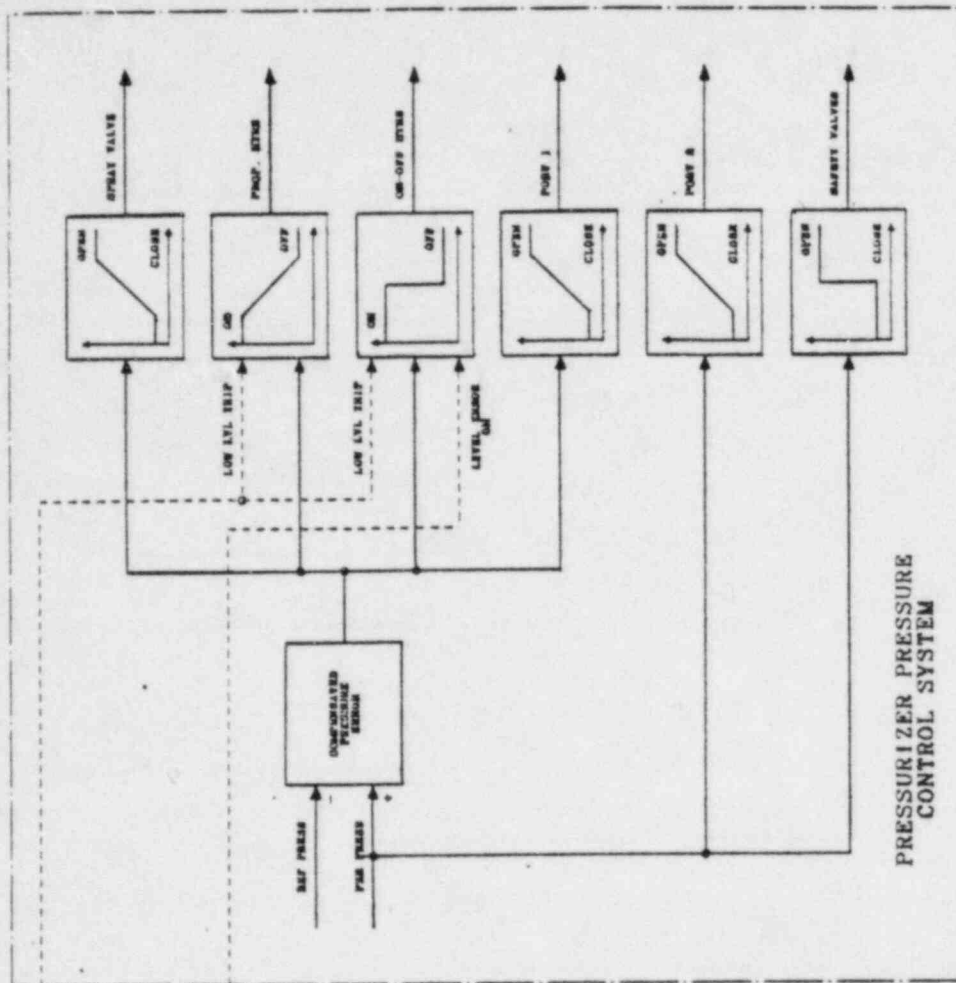 SPRAY VALVE
OPEN
CLOSE
PROP. HTRS
ON
OFF
LOW LVL TRIP
ON-OFF HTRS
ON
OFF
LOW LVL TRIP
LEVEL ERROR
ON
PORV 1
OPEN
CLOSE
PORV 2
OPEN
CLOSE
SAFETY VALVES
OPEN
CLOSE
COMPENSATED
PRESSURE
ERROR
REF PRESS
-
PZR PRESS
+
PRESSURIZER PRESSURE
CONTROL SYSTEM